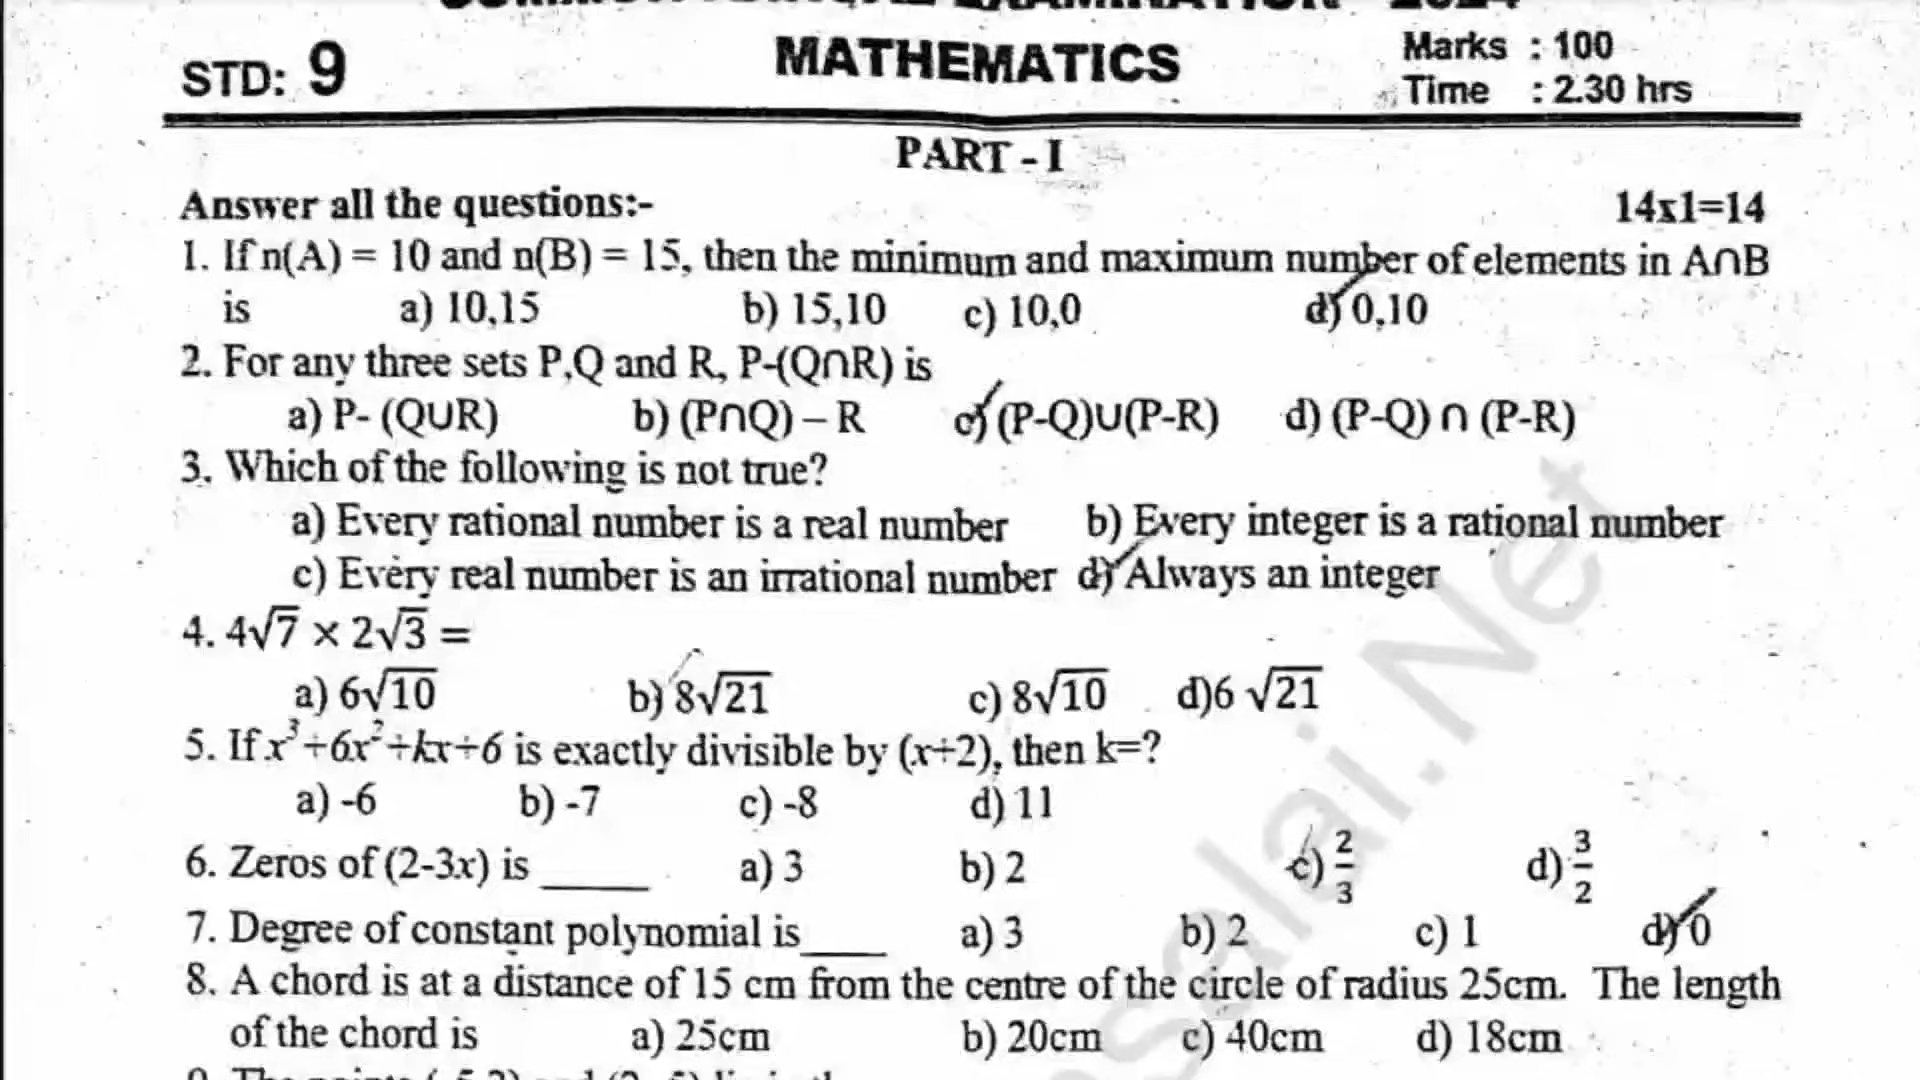 STD: 9
MATHEMATICS
Marks : 100
Time : 2.30 hrs
PART - I
Answer all the questions:- 14x1=14
1. If n(A) = 10 and n(B) = 15, then the minimum and maximum number of elements in A∩B
is a) 10,15 b) 15,10 c) 10,0 d) 0,10
2. For any three sets P,Q and R, P-(Q∩R) is
a) P- (Q∪R) b) (P∩Q) – R c) (P-Q)∪(P-R) d) (P-Q) ∩ (P-R)
3. Which of the following is not true?
a) Every rational number is a real number b) Every integer is a rational number
c) Every real number is an irrational number d) Always an integer
4. 4√7 × 2√3 =
a) 6√10 b) 8√21 c) 8√10 d)6 √21
5. If x³+6x²+kx+6 is exactly divisible by (x+2), then k=?
a) -6 b) -7 c) -8 d) 11
6. Zeros of (2-3x) is _____ a) 3 b) 2 c) 2/3 d) 3/2
7. Degree of constant polynomial is ____ a) 3 b) 2 c) 1 d) 0
8. A chord is at a distance of 15 cm from the centre of the circle of radius 25cm. The length
of the chord is a) 25cm b) 20cm c) 40cm d) 18cm
salai.Net